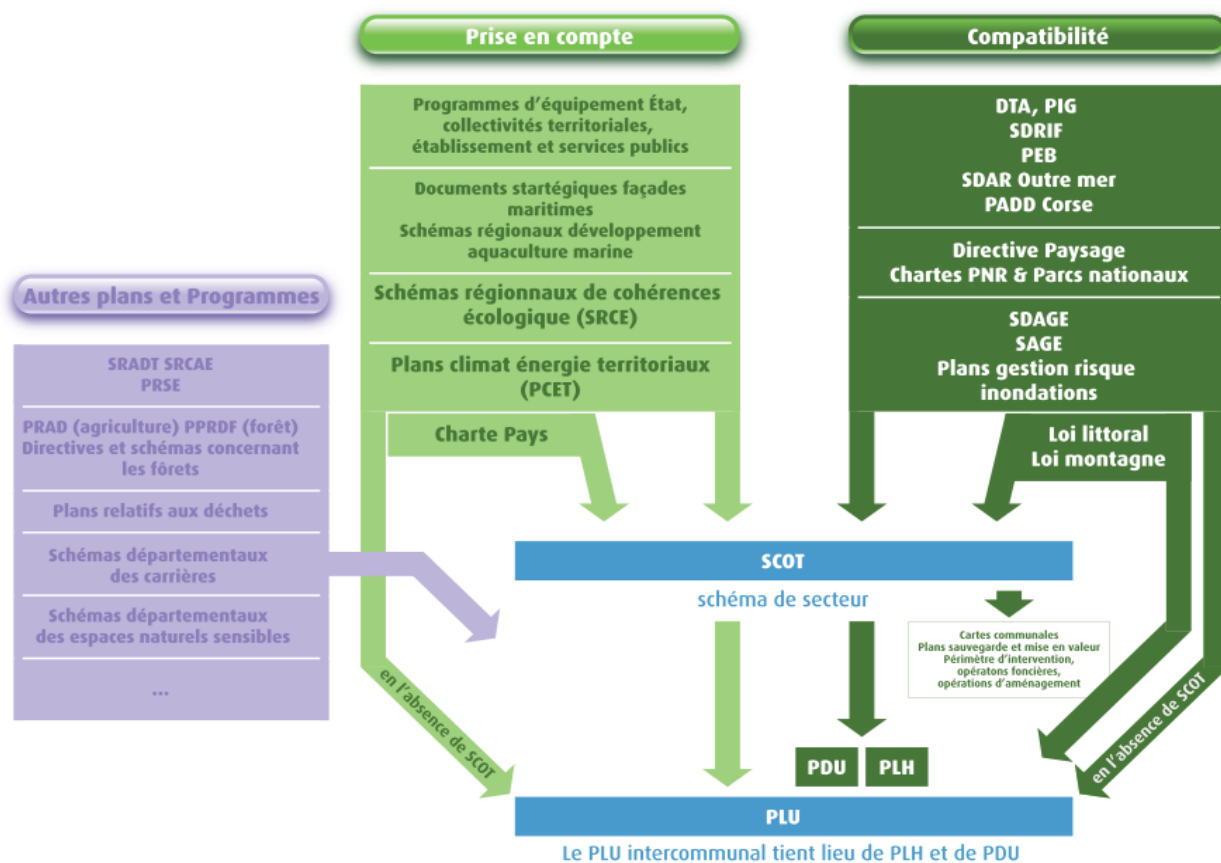 Prise en compte
Programmes d'équipement État,
collectivités territoriales,
établissement et services publics
Documents startégiques façades
maritimes
Schémas régionaux développement
aquaculture marine
Schémas régionnaux de cohérences
écologique (SRCE)
Plans climat énergie territoriaux
(PCET)
Charte Pays
Compatibilité
DTA, PIG
SDRIF
PEB
SDAR Outre mer
PADD Corse
Directive Paysage
Chartes PNR & Parcs nationaux
SDAGE
SAGE
Plans gestion risque
inondations
Loi littoral
Loi montagne
Autres plans et Programmes
SRADT SRCAE
PRSE
PRAD (agriculture) PPRDF (forêt)
Directives et schémas concernant
les fôrets
Plans relatifs aux déchets
Schémas départementaux
des carrières
Schémas départementaux
des espaces naturels sensibles
...
SCOT
schéma de secteur
Cartes communales
Plans sauvegarde et mise en valeur
Périmètre d'intervention,
opératons foncières,
opérations d'aménagement
en l'absence de SCOT
en l'absence de SCOT
PDU
PLH
PLU
Le PLU intercommunal tient lieu de PLH et de PDU